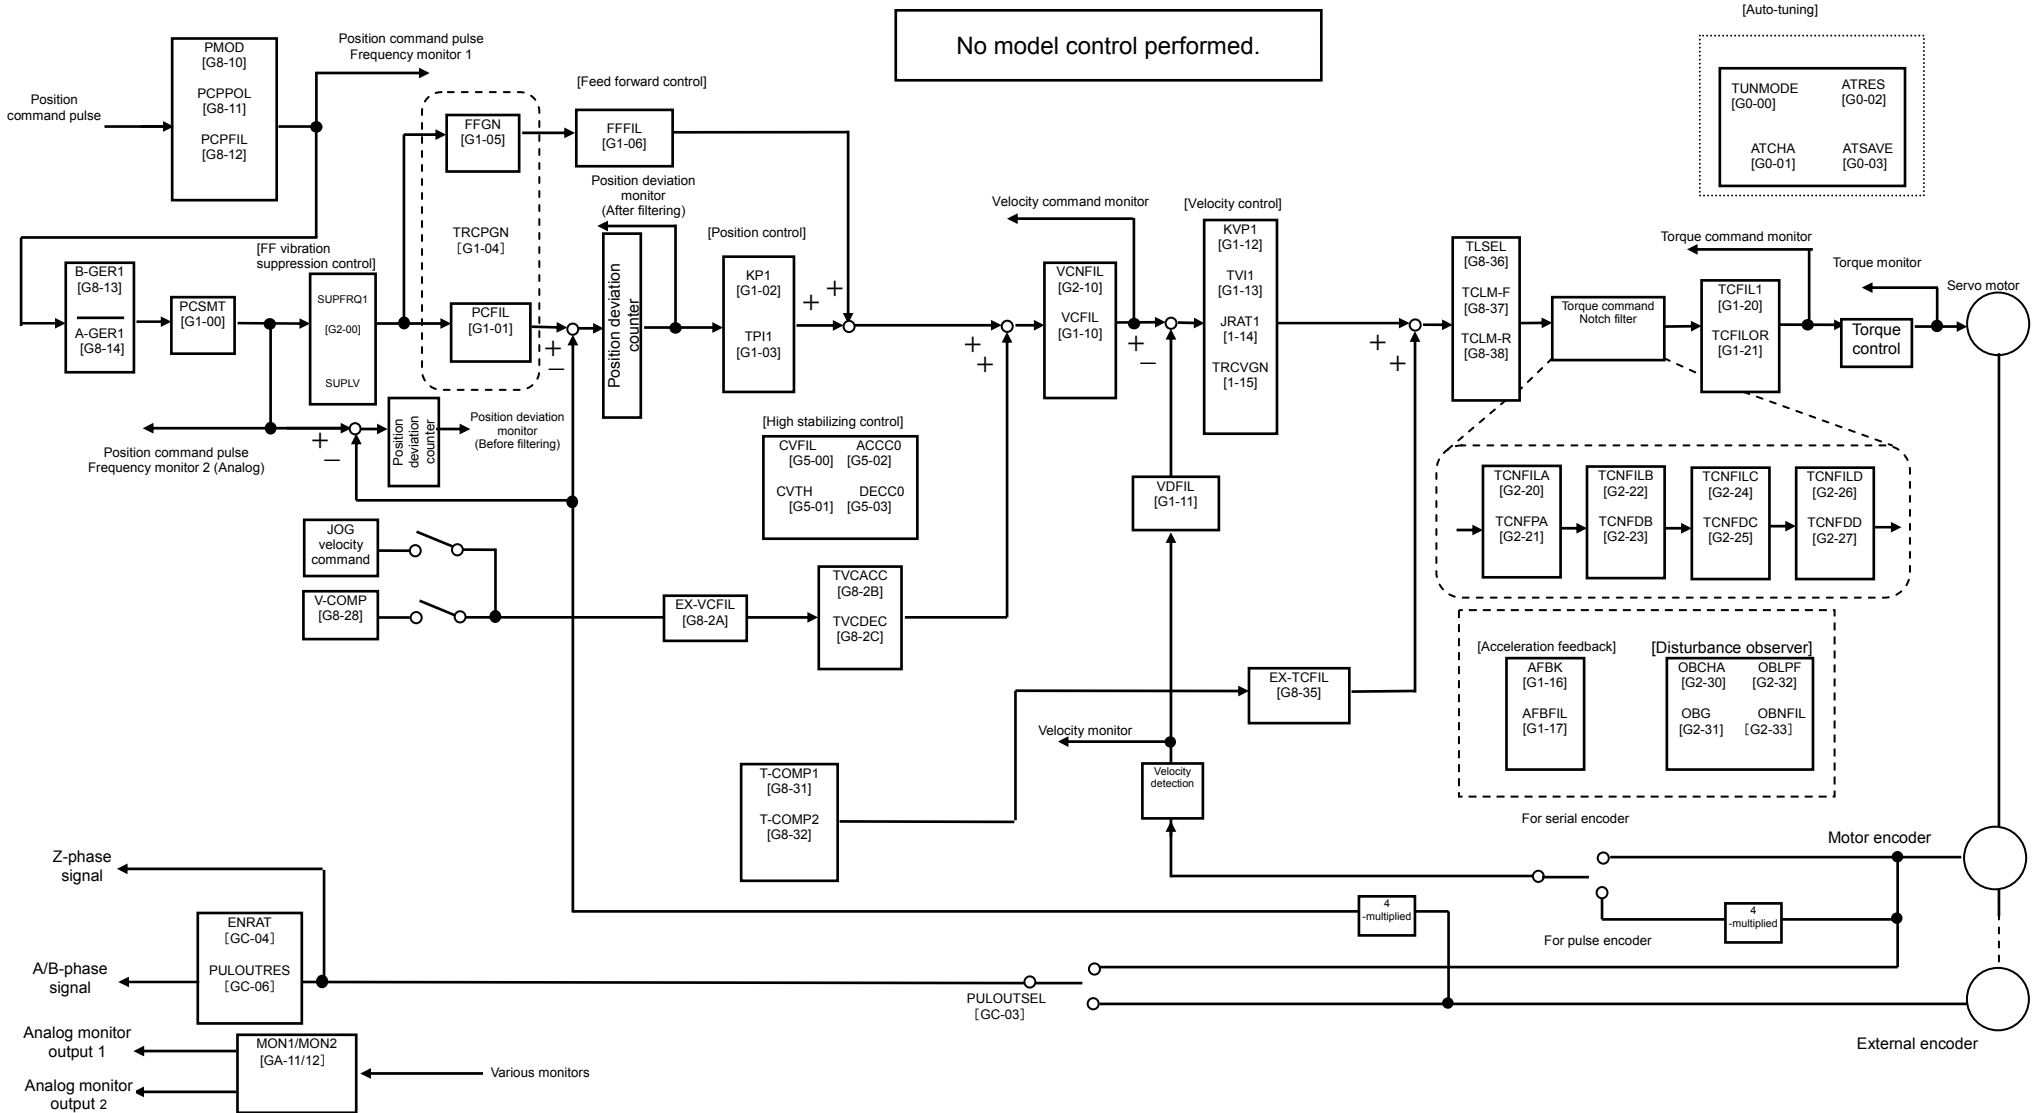 [Auto-tuning]
No model control performed.
PMOD
[G8-10]
PCPPOL
[G8-11]
PCPFIL
[G8-12]
Position command pulse
Frequency monitor 1
Position
command pulse
[Feed forward control]
FFGN
[G1-05]
FFFIL
[G1-06]
TUNMODE
[G0-00]
ATRES
[G0-02]
ATCHA
[G0-01]
ATSAVE
[G0-03]
Position deviation
monitor
(After filtering)
TRCPGN
[G1-04]
[Position control]
Velocity command monitor
[Velocity control]
KVP1
[G1-12]
TVI1
[G1-13]
JRAT1
[1-14]
TRCVGN
[1-15]
TLSEL
[G8-36]
TCLM-F
[G8-37]
TCLM-R
[G8-38]
Torque command monitor
Torque monitor
Servo motor
[FF vibration
suppression control]
B-GER1
[G8-13]
A-GER1
[G8-14]
PCSMT
[G1-00]
SUPFRQ1
[G2-00]
SUPLV
PCFIL
[G1-01]
+
−
Position deviation
counter
KP1
[G1-02]
TPI1
[G1-03]
+
+
+
+
VCNFIL
[G2-10]
VCFIL
[G1-10]
+
−
+
+
Torque command
Notch filter
TCFIL1
[G1-20]
TCFILOR
[G1-21]
Torque
control
Position command pulse
Frequency monitor 2 (Analog)
+
−
Position
deviation
counter
Position deviation
monitor
(Before filtering)
[High stabilizing control]
CVFIL
[G5-00]
ACCC0
[G5-02]
CVTH
[G5-01]
DECC0
[G5-03]
VDFIL
[G1-11]
TCNFILA
[G2-20]
TCNFPA
[G2-21]
TCNFILB
[G2-22]
TCNFDB
[G2-23]
TCNFILC
[G2-24]
TCNFDC
[G2-25]
TCNFILD
[G2-26]
TCNFDD
[G2-27]
JOG
velocity
command
V-COMP
[G8-28]
EX-VCFIL
[G8-2A]
TVCACC
[G8-2B]
TVCDEC
[G8-2C]
[Acceleration feedback]
AFBK
[G1-16]
AFBFIL
[G1-17]
[Disturbance observer]
OBCHA
[G2-30]
OBLPF
[G2-32]
OBG
[G2-31]
OBNFIL
[G2-33]
EX-TCFIL
[G8-35]
Velocity monitor
Velocity
detection
T-COMP1
[G8-31]
T-COMP2
[G8-32]
For serial encoder
Motor encoder
Z-phase
signal
4
-multiplied
4
-multiplied
For pulse encoder
ENRAT
[GC-04]
PULOUTRES
[GC-06]
A/B-phase
signal
PULOUTSEL
[GC-03]
External encoder
Analog monitor
output 1
MON1/MON2
[GA-11/12]
Various monitors
Analog monitor
output 2